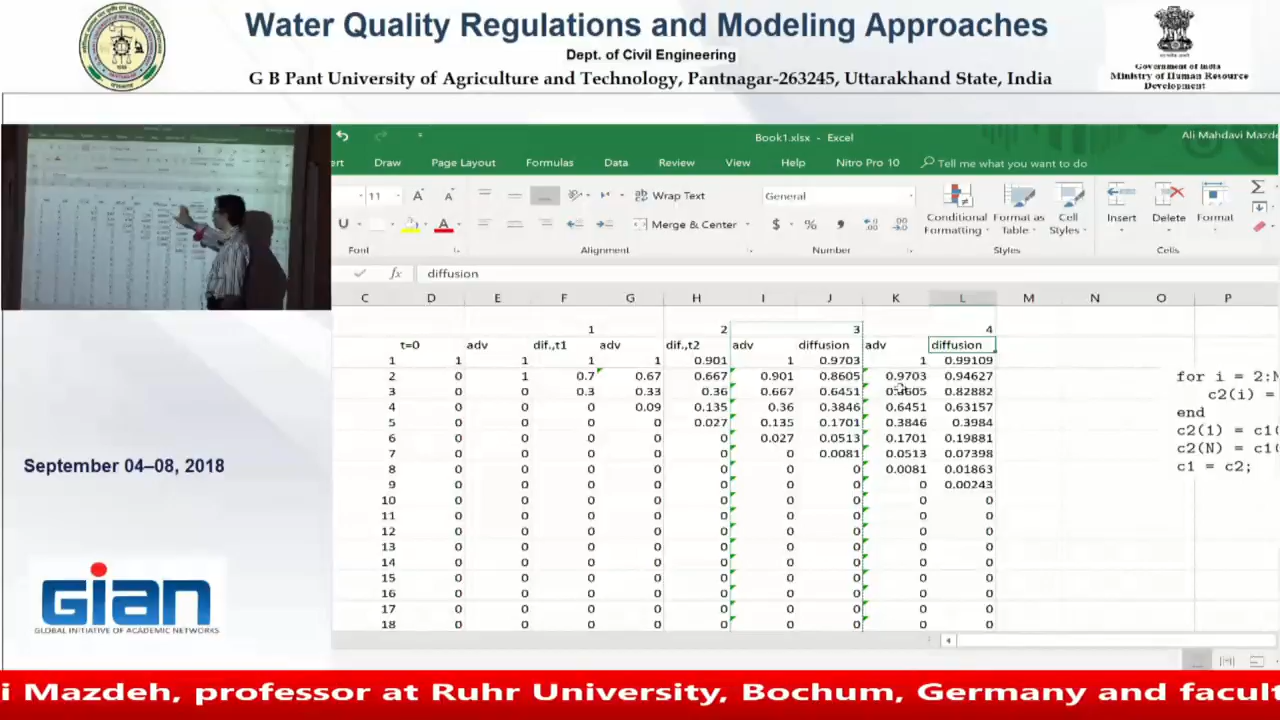 Water Quality Regulations and Modeling Approaches
Dept. of Civil Engineering
G B Pant University of Agriculture and Technology, Pantnagar-263245, Uttarakhand State, India
Government of India
Ministry of Human Resource
Development
Book1.xlsx - Excel
Ali Mahdavi Mazde
ert Draw Page Layout Formulas Data Review View Help Nitro Pro 10 Tell me what you want to do
11 A A Wrap Text General
Conditional Formatting Format as Table Cell Styles Insert Delete Format
U A Merge & Center $ %
Font Alignment Number Styles Cells
fx diffusion
C D E F G H I J K L M N O P
1 2 3 4
t=0 adv dif.,t1 adv dif.,t2 adv diffusion adv diffusion
1 1 1 1 1 0.901 1 0.9703 1 0.99109
2 0 1 0.7 0.67 0.667 0.901 0.8605 0.9703 0.94627
3 0 0 0.3 0.33 0.36 0.667 0.6451 0.8605 0.82882
4 0 0 0 0.09 0.135 0.36 0.3846 0.6451 0.63157
5 0 0 0 0 0.027 0.135 0.1701 0.3846 0.3984
6 0 0 0 0 0 0.027 0.0513 0.1701 0.19881
7 0 0 0 0 0 0 0.0081 0.0513 0.07398
8 0 0 0 0 0 0 0 0.0081 0.01863
9 0 0 0 0 0 0 0 0 0.00243
10 0 0 0 0 0 0 0 0 0
11 0 0 0 0 0 0 0 0 0
12 0 0 0 0 0 0 0 0 0
13 0 0 0 0 0 0 0 0 0
14 0 0 0 0 0 0 0 0 0
15 0 0 0 0 0 0 0 0 0
16 0 0 0 0 0 0 0 0 0
17 0 0 0 0 0 0 0 0 0
18 0 0 0 0 0 0 0 0 0
for i = 2:N
c2(i) =
end
c2(1) = c1(
c2(N) = c1(
c1 = c2;
September 04–08, 2018
GIAN
GLOBAL INITIATIVE OF ACADEMIC NETWORKS
i Mazdeh, professor at Ruhr University, Bochum, Germany and facult